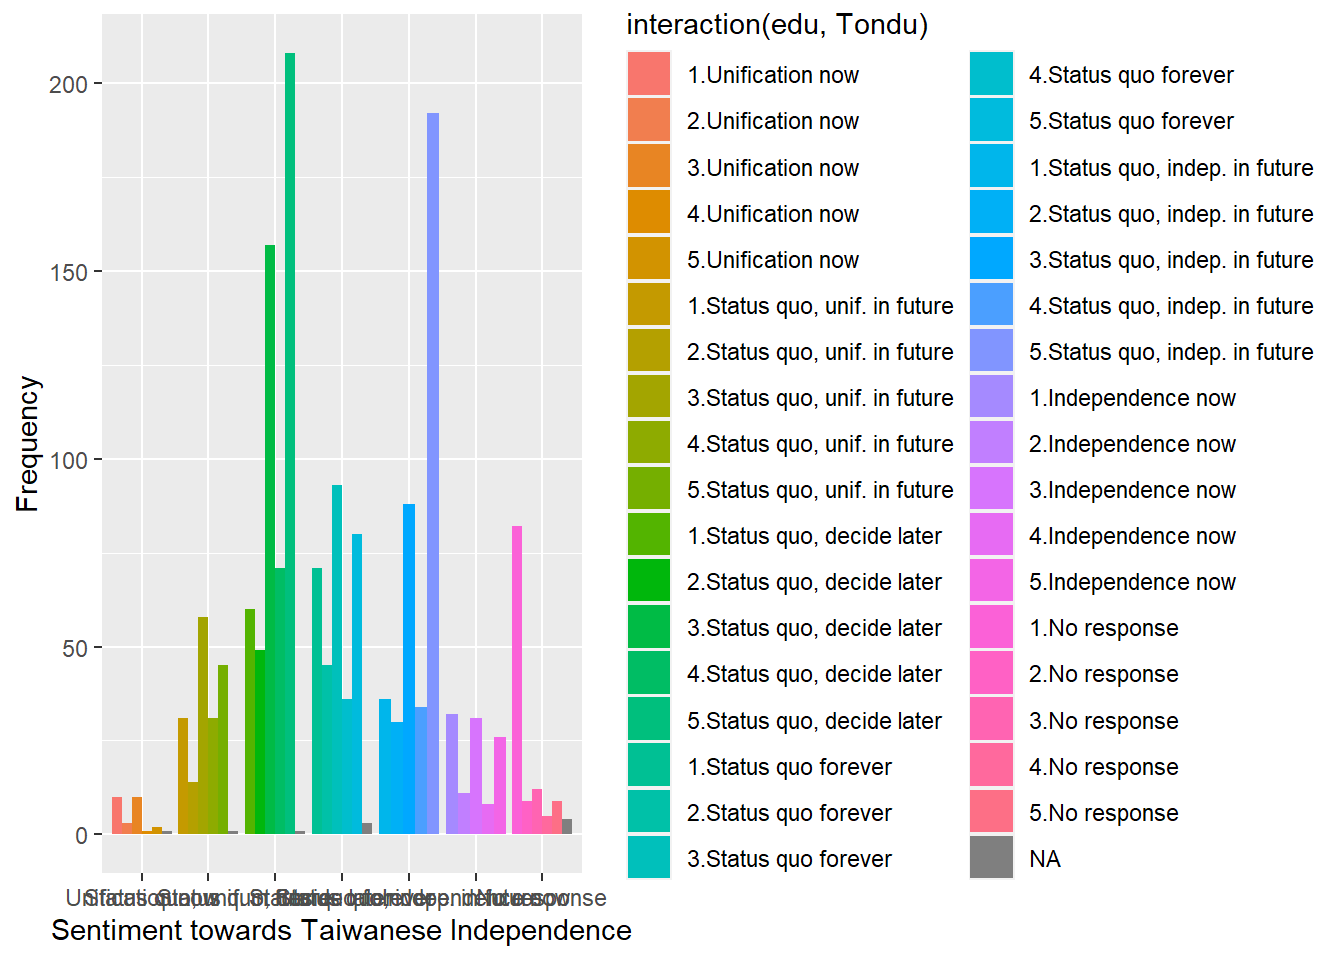 interaction(edu, Tondu)
1.Unification now
2.Unification now
3.Unification now
4.Unification now
5.Unification now
1.Status quo, unif. in future
2.Status quo, unif. in future
3.Status quo, unif. in future
4.Status quo, unif. in future
5.Status quo, unif. in future
1.Status quo, decide later
2.Status quo, decide later
3.Status quo, decide later
4.Status quo, decide later
5.Status quo, decide later
1.Status quo forever
2.Status quo forever
3.Status quo forever
4.Status quo forever
5.Status quo forever
1.Status quo, indep. in future
2.Status quo, indep. in future
3.Status quo, indep. in future
4.Status quo, indep. in future
5.Status quo, indep. in future
1.Independence now
2.Independence now
3.Independence now
4.Independence now
5.Independence now
1.No response
2.No response
3.No response
4.No response
5.No response
NA
Frequency
200
150
100
50
0
Sentiment towards Taiwanese Independence